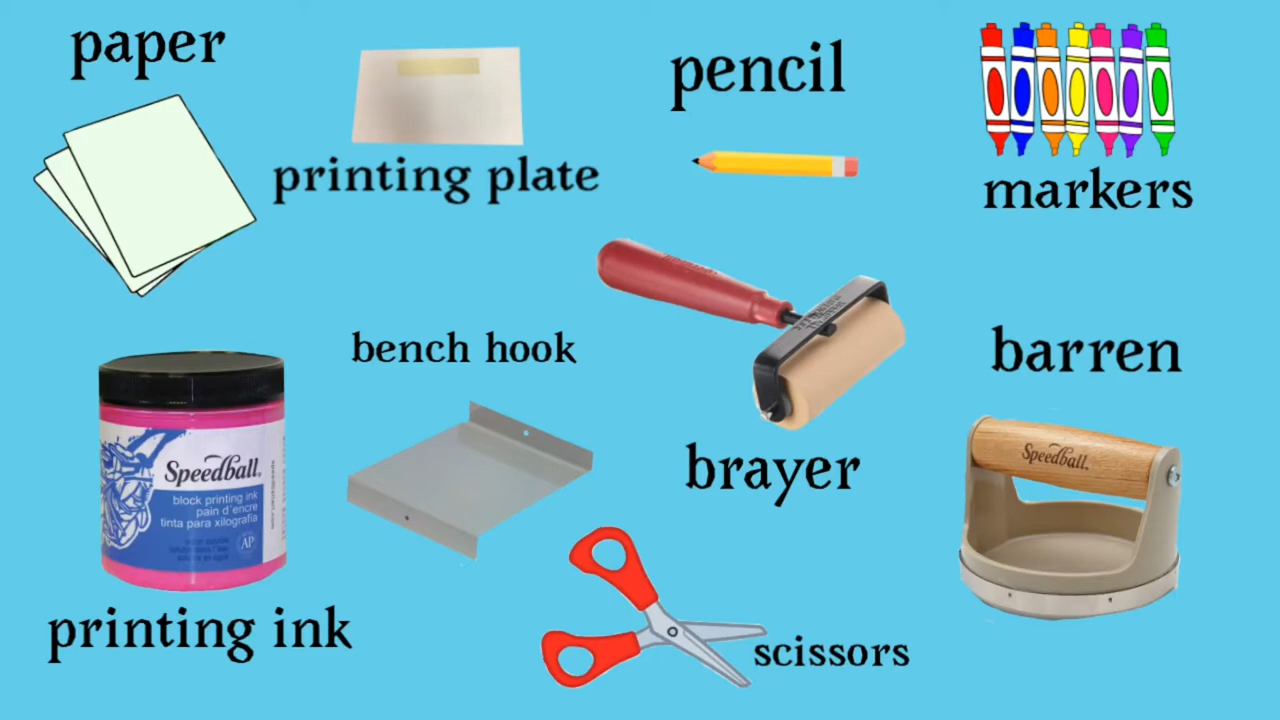 paper
printing plate
pencil
markers
bench hook
brayer
barren
Speedball
Speedball
block printing ink
pain d'encre
tinta para xilografía
AP
printing ink
scissors